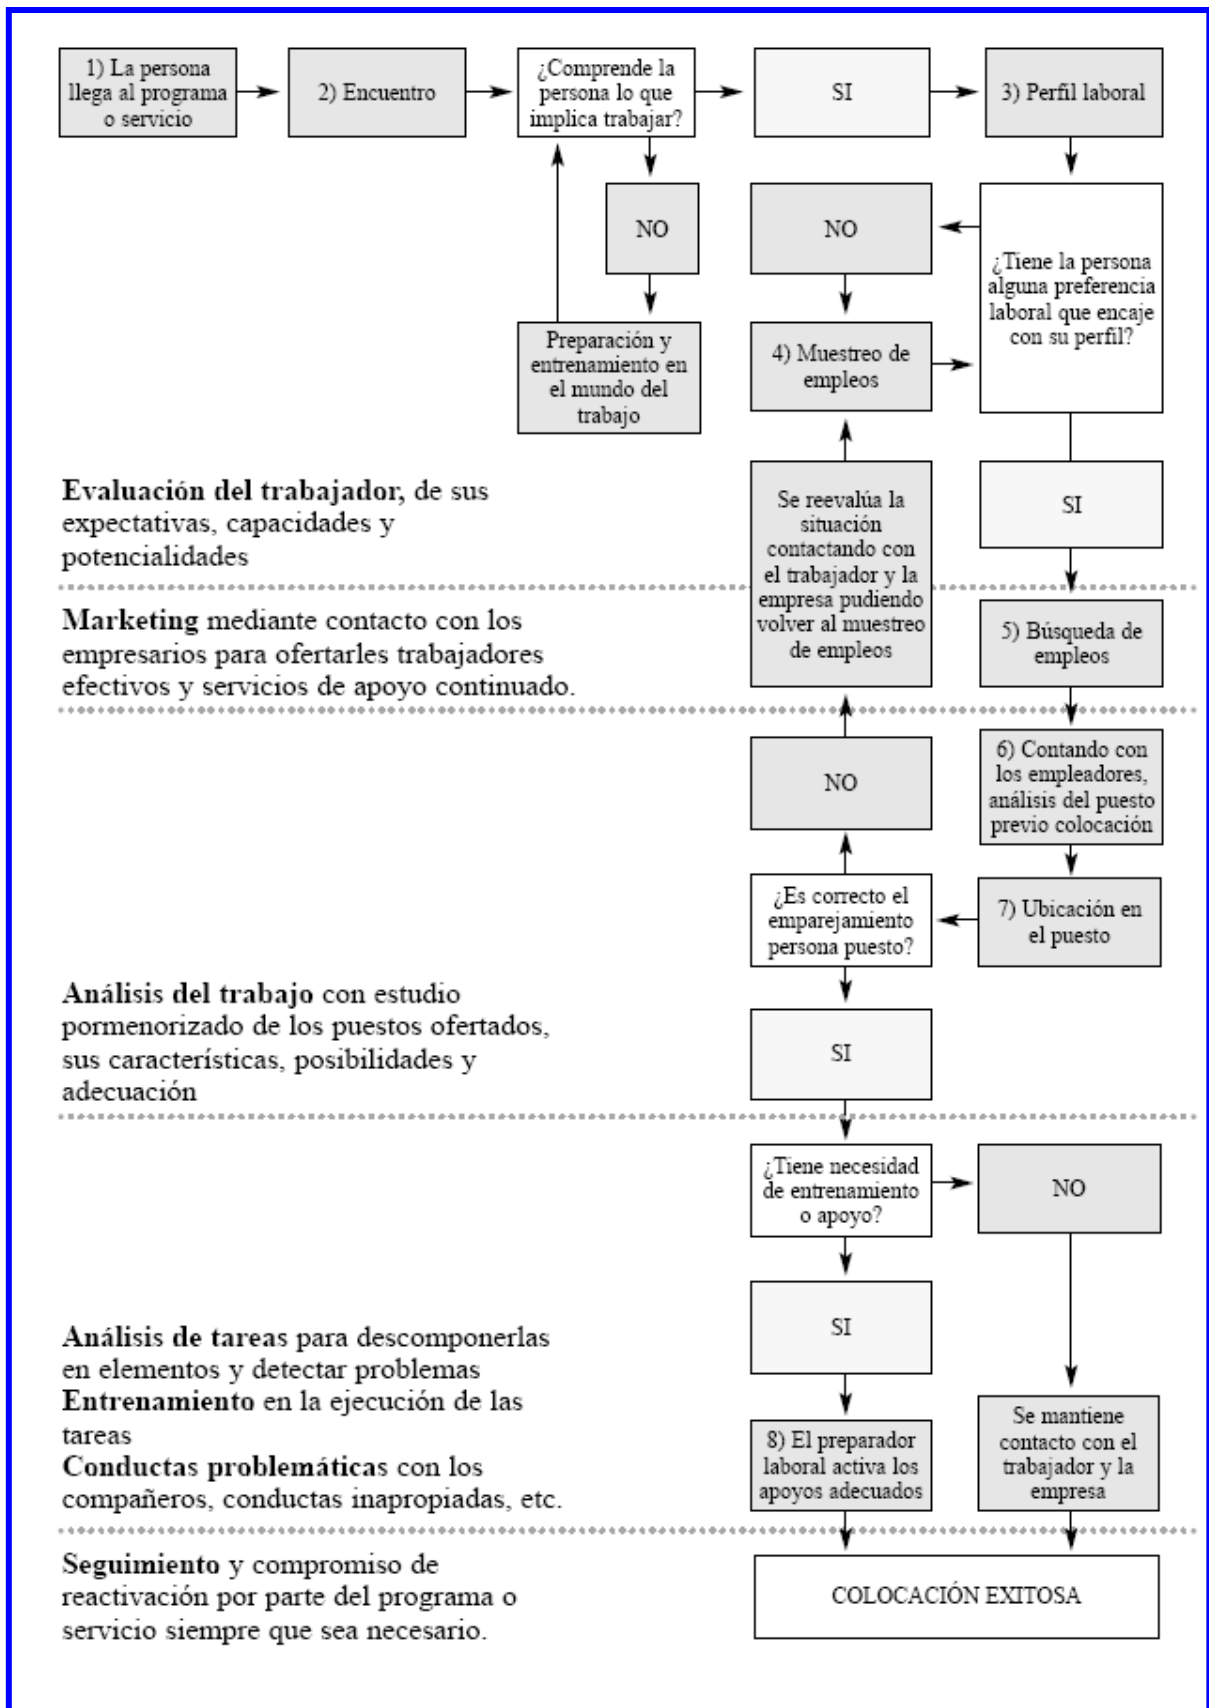 1) La persona
llega al programa
o servicio
2) Encuentro
¿Comprende la
persona lo que
implica trabajar?
SI
3) Perfil laboral
NO
NO
¿Tiene la persona
alguna preferencia
laboral que encaje
con su perfil?
Preparación y
entrenamiento en
el mundo del
trabajo
4) Muestreo de
empleos
Evaluación del trabajador, de sus
expectativas, capacidades y
potencialidades
Se reevalúa la
situación
contactando con
el trabajador y la
empresa pudiendo
volver al muestreo
de empleos
SI
Marketing mediante contacto con los
empresarios para ofertarles trabajadores
efectivos y servicios de apoyo continuado.
5) Búsqueda de
empleos
NO
6) Contando con
los empleadores,
análisis del puesto
previo colocación
¿Es correcto el
emparejamiento
persona puesto?
7) Ubicación en
el puesto
Análisis del trabajo con estudio
pormenorizado de los puestos ofertados,
sus características, posibilidades y
adecuación
SI
¿Tiene necesidad
de entrenamiento
o apoyo?
NO
SI
Análisis de tareas para descomponerlas
en elementos y detectar problemas
Entrenamiento en la ejecución de las
tareas
Conductas problemáticas con los
compañeros, conductas inapropiadas, etc.
8) El preparador
laboral activa los
apoyos adecuados
Se mantiene
contacto con el
trabajador y la
empresa
Seguimiento y compromiso de
reactivación por parte del programa o
servicio siempre que sea necesario.
COLOCACIÓN EXITOSA